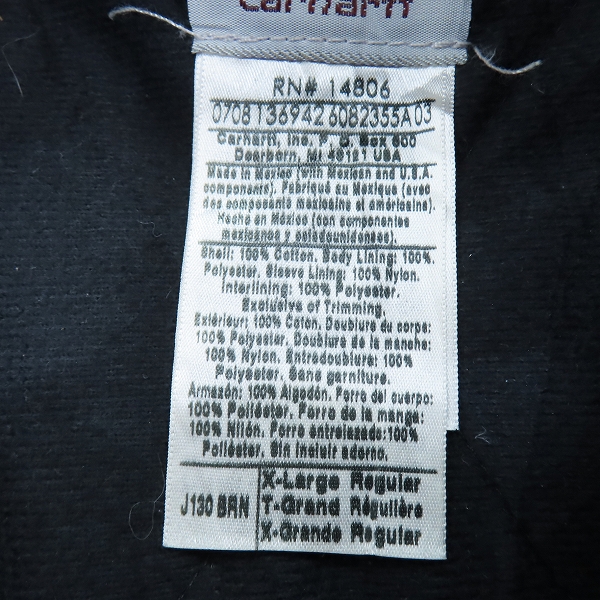 carhartt
RN# 14806
0708 136942 6082355A 03
Carhartt, Inc. P. O. Box 600
Dearborn, MI 48121 USA
Made in Mexico (with Mexican and U.S.A.
components). Fabriqué au Mexique (avec
des composants mexicains et américains).
Hecho en México (con componentes
mexicanos y estadounidenses).
Shell: 100% Cotton. Body Lining: 100%
Polyester. Sleeve Lining: 100% Nylon.
Interlining: 100% Polyester.
Exclusive of Trimming.
Extérieur: 100% Coton. Doublure du corps:
100% Polyester. Doublure de la manche:
100% Nylon. Entredoublure: 100%
Polyester. Sans garniture.
Armazón: 100% Algodón. Forro del cuerpo:
100% Poliéster. Forro de la manga:
100% Nilón. Forro entrelazado:100%
Poliéster. Sin incluir adorno.
J130 BRN
X-Large Regular
T-Grand Régulière
X-Grande Regular